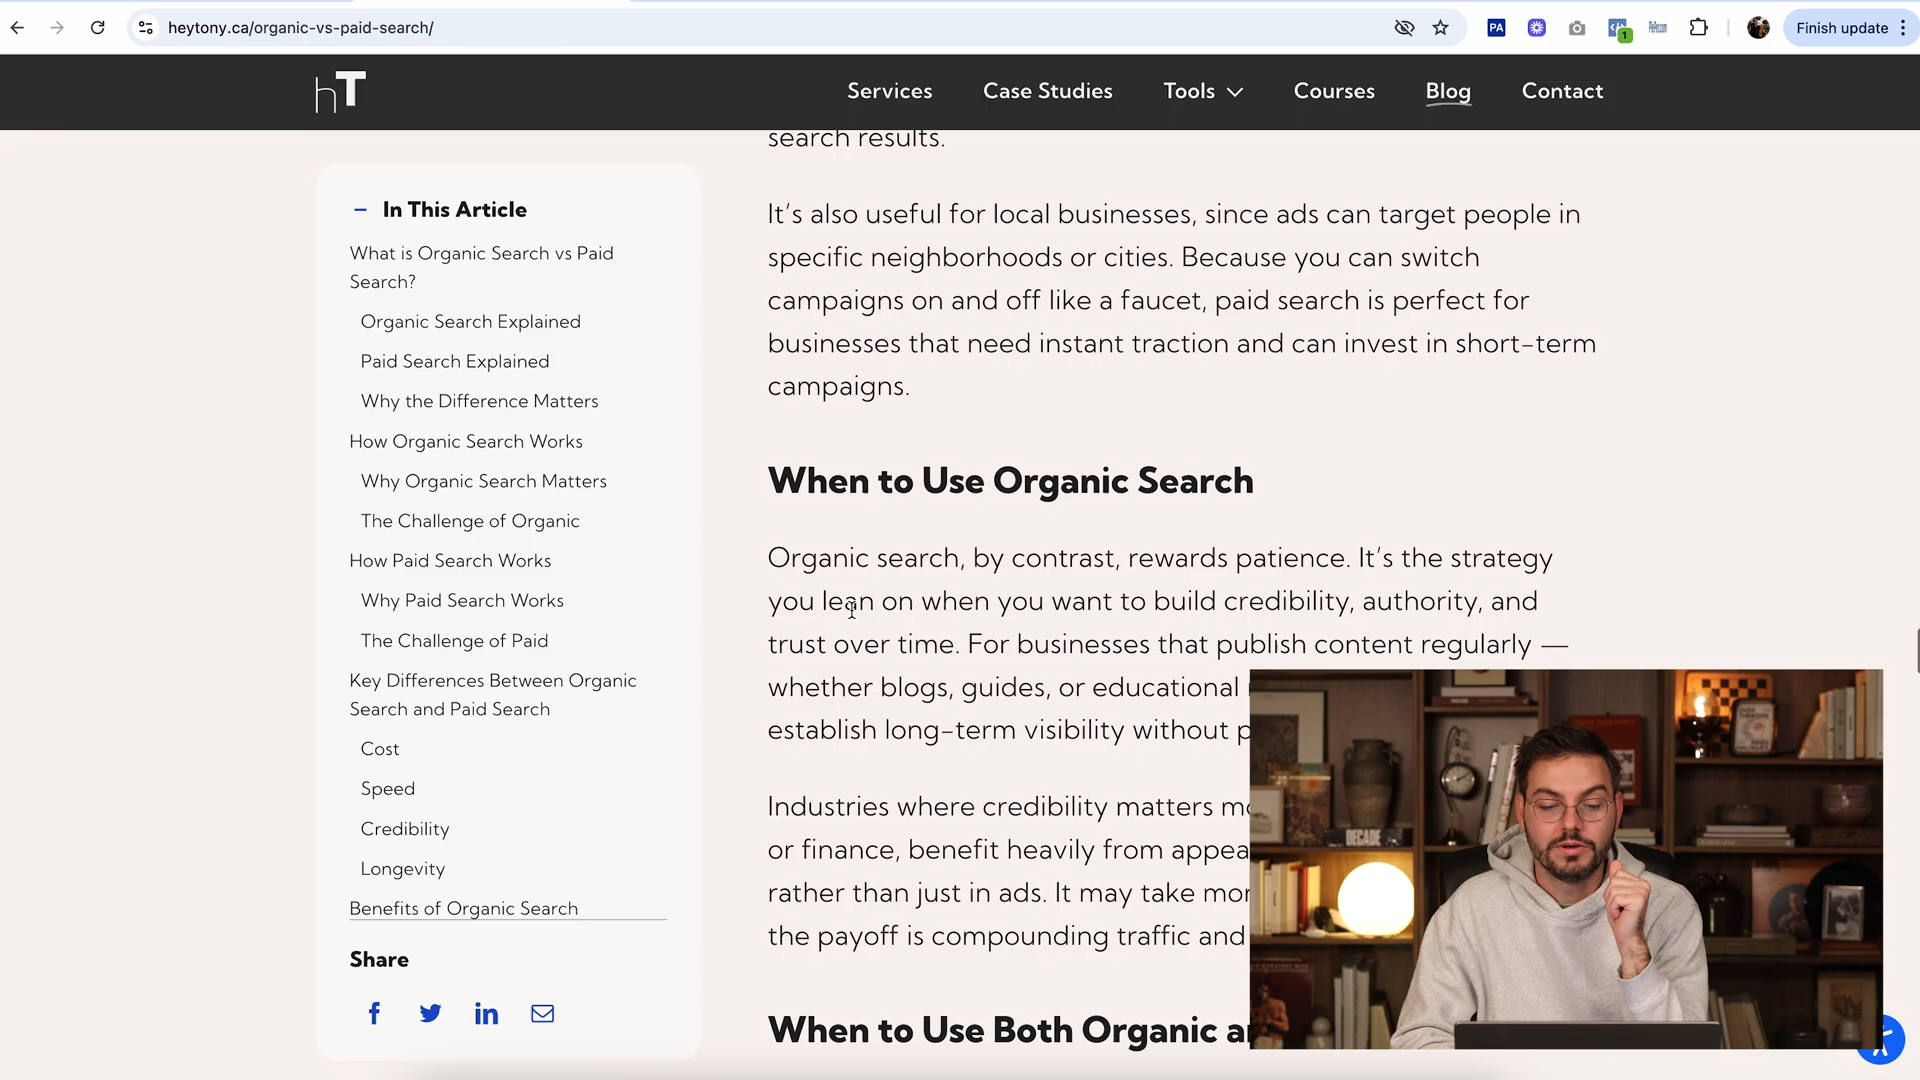 heytony.ca/organic-vs-paid-search/
PA
1
Finish update
hT
Services
Case Studies
Tools
Courses
Blog
Contact
In This Article
What is Organic Search vs Paid
Search?
Organic Search Explained
Paid Search Explained
Why the Difference Matters
How Organic Search Works
Why Organic Search Matters
The Challenge of Organic
How Paid Search Works
Why Paid Search Works
The Challenge of Paid
Key Differences Between Organic
Search and Paid Search
Cost
Speed
Credibility
Longevity
Benefits of Organic Search
Share
search results.
It’s also useful for local businesses, since ads can target people in
specific neighborhoods or cities. Because you can switch
campaigns on and off like a faucet, paid search is perfect for
businesses that need instant traction and can invest in short-term
campaigns.
When to Use Organic Search
Organic search, by contrast, rewards patience. It’s the strategy
you lean on when you want to build credibility, authority, and
trust over time. For businesses that publish content regularly —
whether blogs, guides, or educational
establish long-term visibility without p
Industries where credibility matters mo
or finance, benefit heavily from appea
rather than just in ads. It may take mor
the payoff is compounding traffic and
When to Use Both Organic a
DECADE